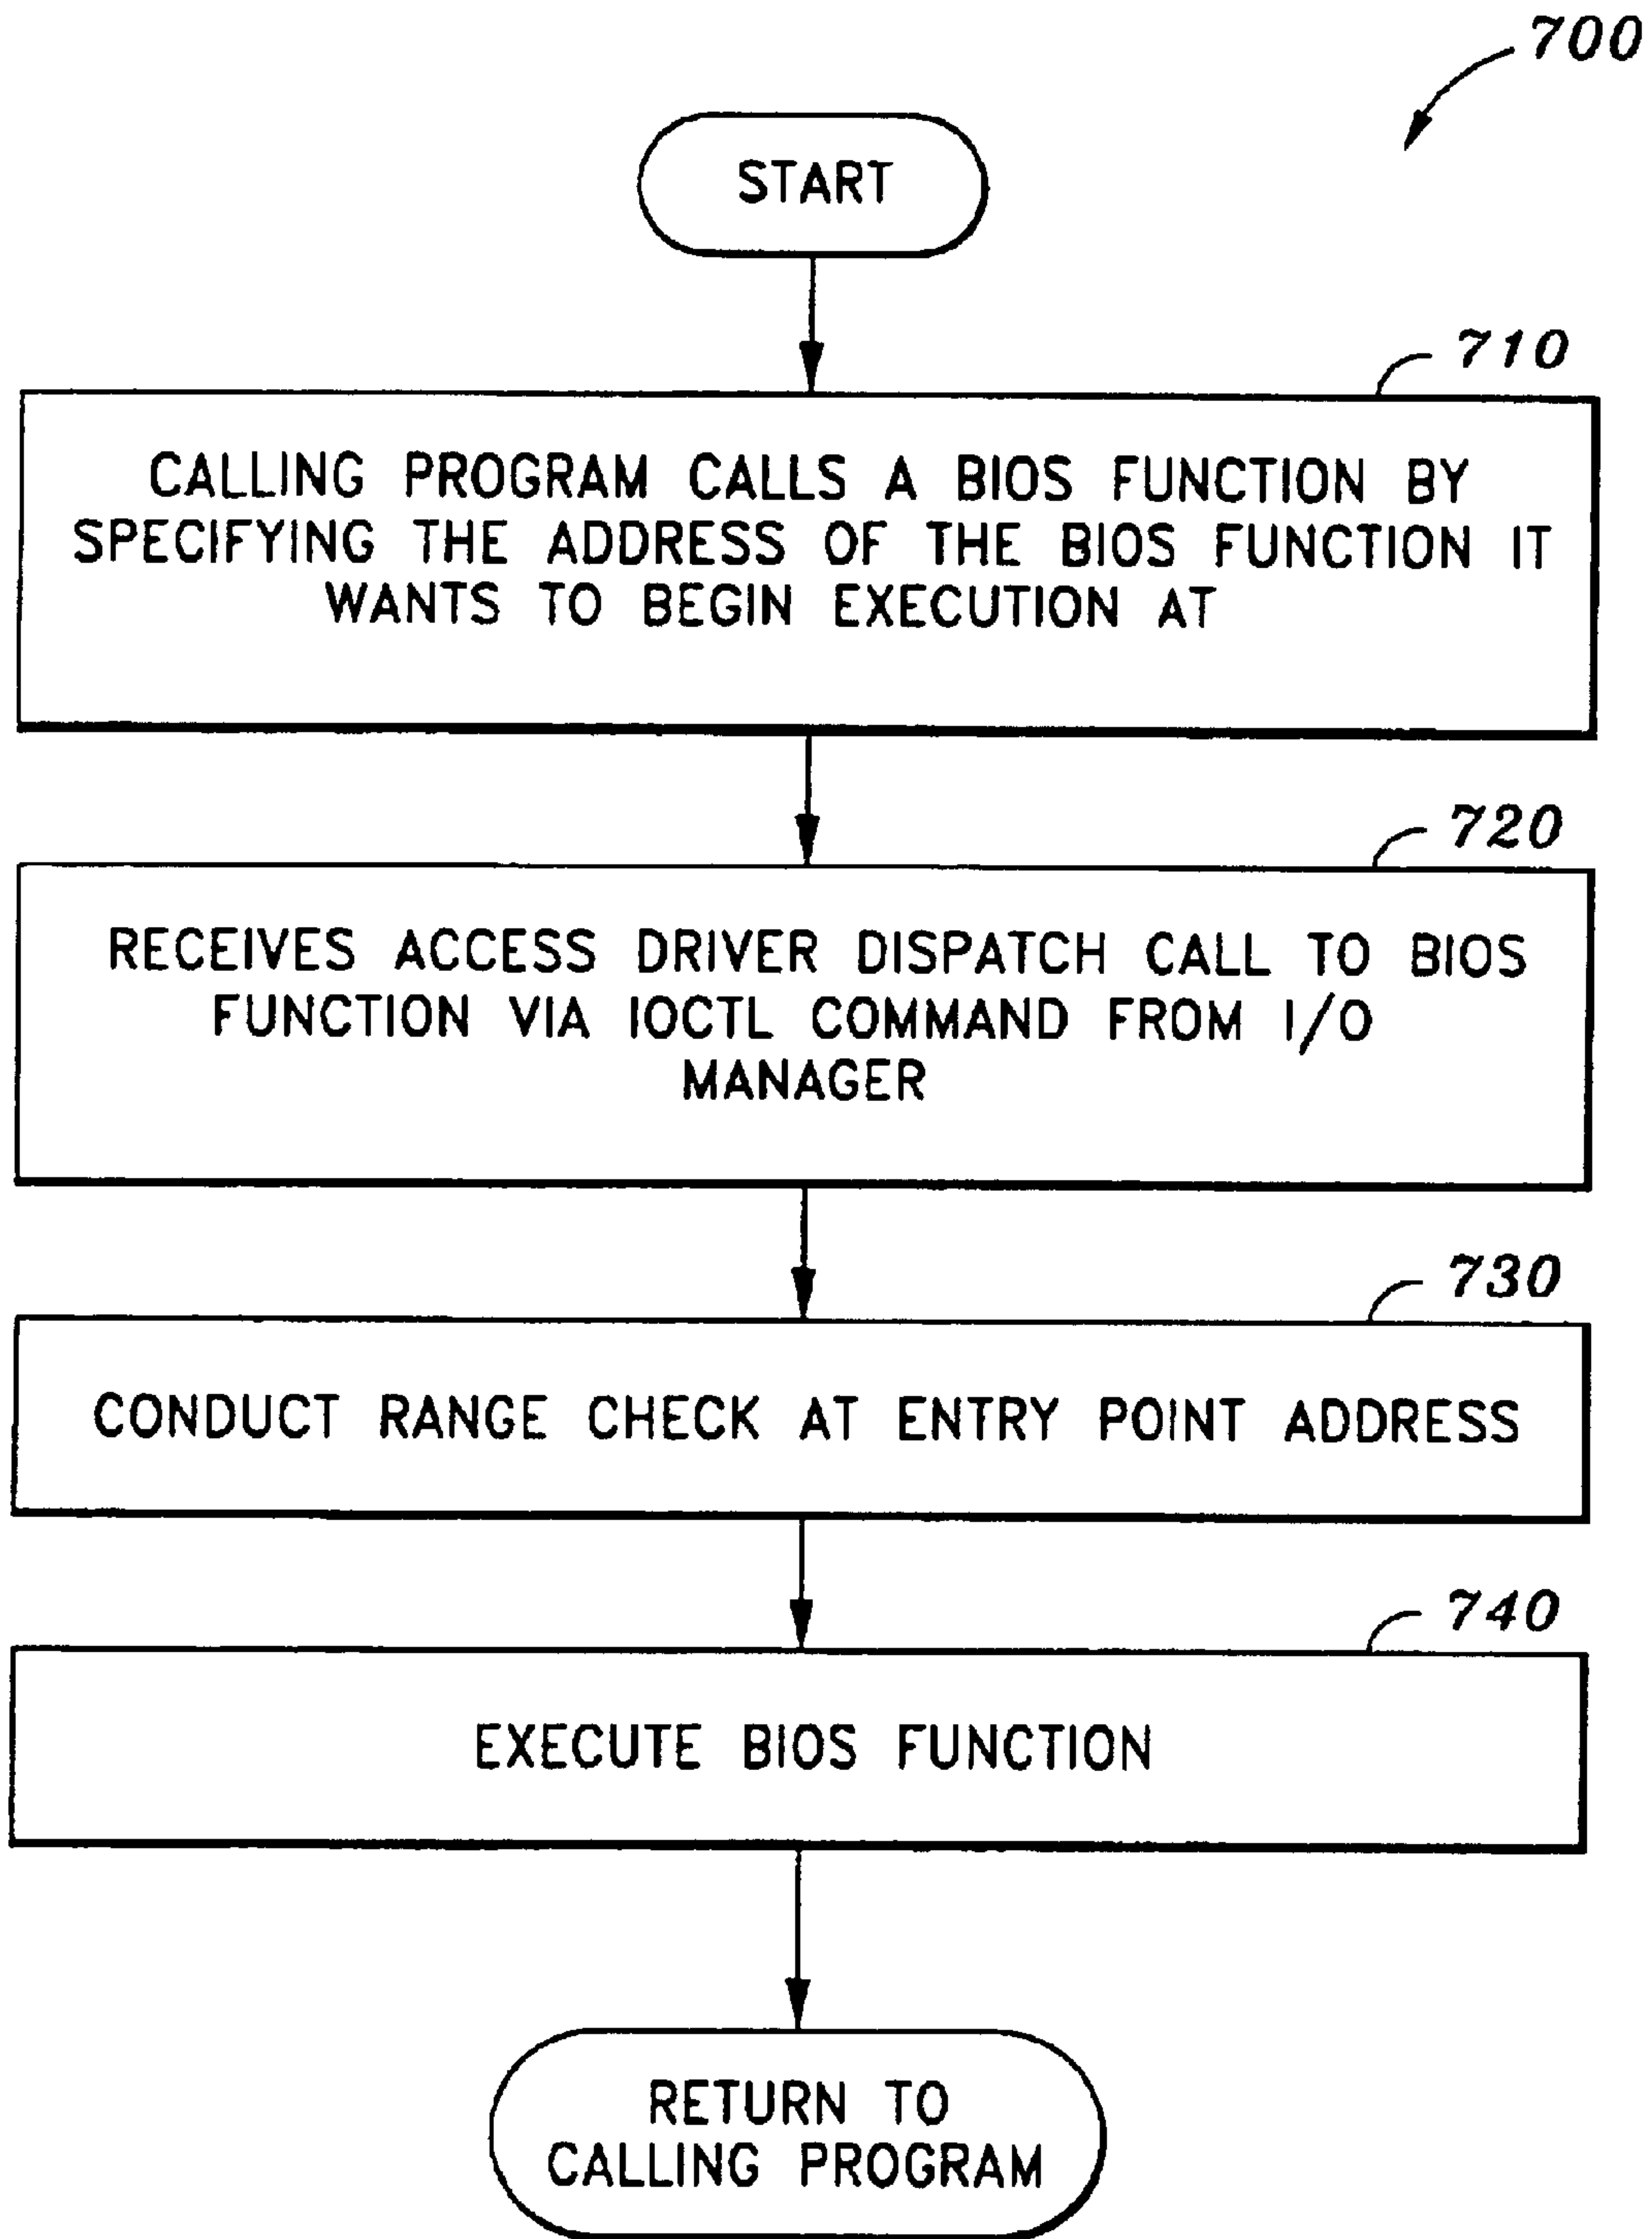 700
START
710
CALLING PROGRAM CALLS A BIOS FUNCTION BY
SPECIFYING THE ADDRESS OF THE BIOS FUNCTION IT
WANTS TO BEGIN EXECUTION AT
720
RECEIVES ACCESS DRIVER DISPATCH CALL TO BIOS
FUNCTION VIA IOCTL COMMAND FROM I/O
MANAGER
730
CONDUCT RANGE CHECK AT ENTRY POINT ADDRESS
740
EXECUTE BIOS FUNCTION
RETURN TO
CALLING PROGRAM